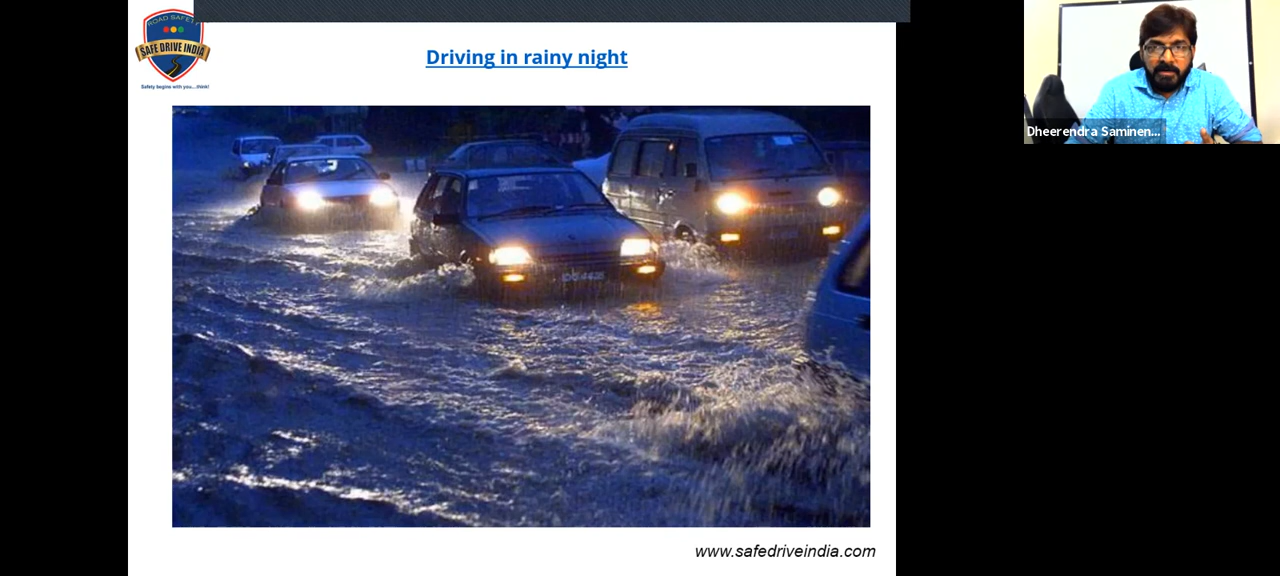 ROAD SAFETY
SAFE DRIVE INDIA
Safety begins with you...think!
Driving in rainy night
Dheerendra Saminen...
www.safedriveindia.com